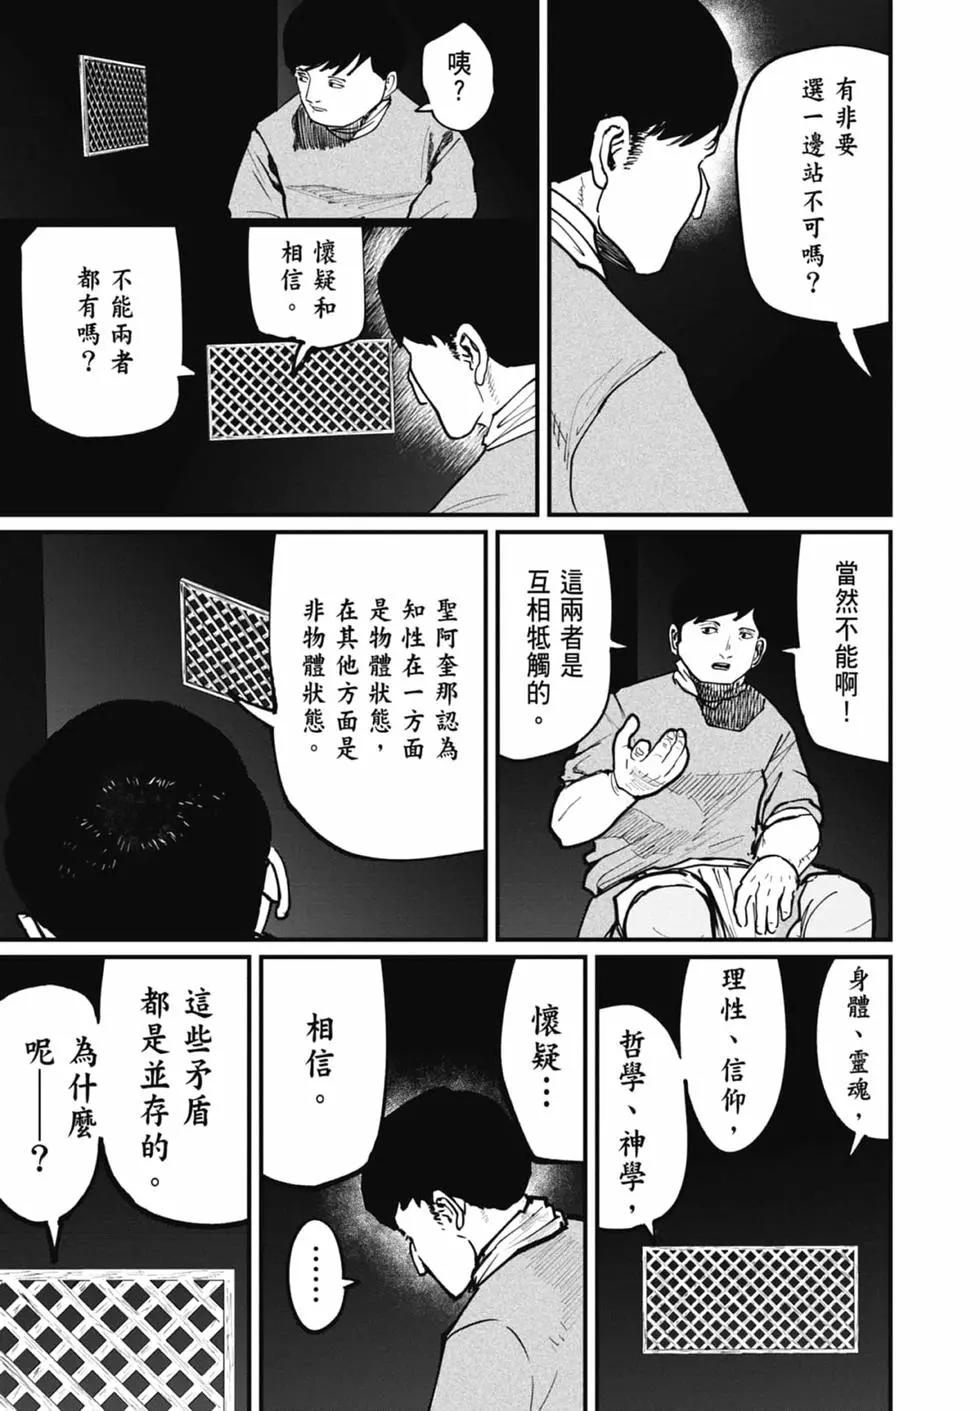 有非要
選一邊站不可嗎？
咦？
懷疑和
相信。
不能兩者
都有嗎？
當然不能啊！
這兩者是
互相牴觸的。
聖阿奎那認為
知性在一方面
是物體狀態，
在其他方面是
非物體狀態。
身體、靈魂，
理性、信仰，
哲學、神學，
懷疑…
相信。
……
這些矛盾
都是並存的。
為什麼
呢──？